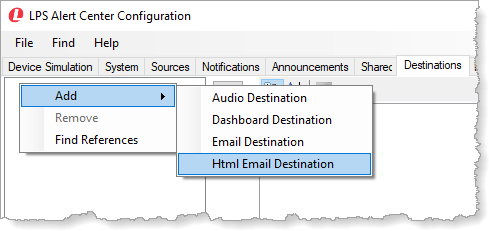 LPS Alert Center Configuration
File Find Help
Device Simulation System Sources Notifications Announcements Shared Destinations
Add
Remove
Find References
Audio Destination
Dashboard Destination
Email Destination
Html Email Destination